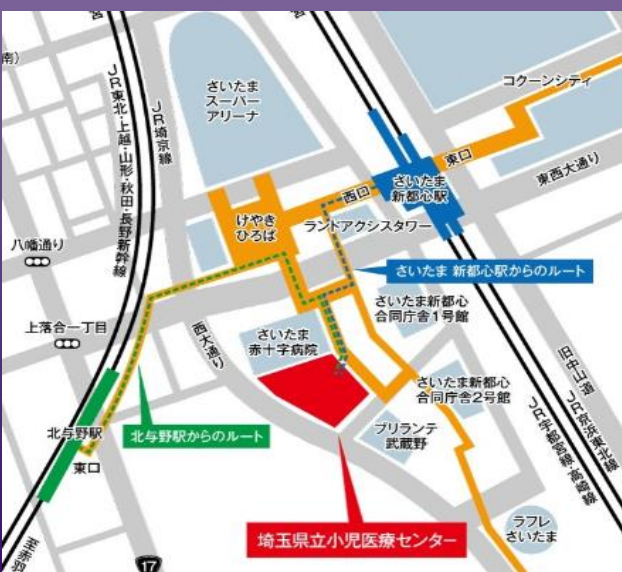 宮
宮
南)
JR東北・上越・山形・秋田・長野新幹線
JR埼京線
さいたま
スーパー
アリーナ
コクーンシティ
東口
さいたま
新都心駅
西口
東西大通り
けやき
ひろば
ランドアクシスタワー
八幡通り
さいたま 新都心駅からのルート
さいたま新都心
合同庁舎1号館
上落合一丁目
西大通り
さいたま
赤十字病院
旧中山道
さいたま新都心
合同庁舎2号館
JR京浜東北線
JR宇都宮線・高崎線
北与野駅
東口
北与野駅からのルート
ブリランテ
武蔵野
埼玉県立小児医療センター
ラフレ
さいたま
至赤羽
17